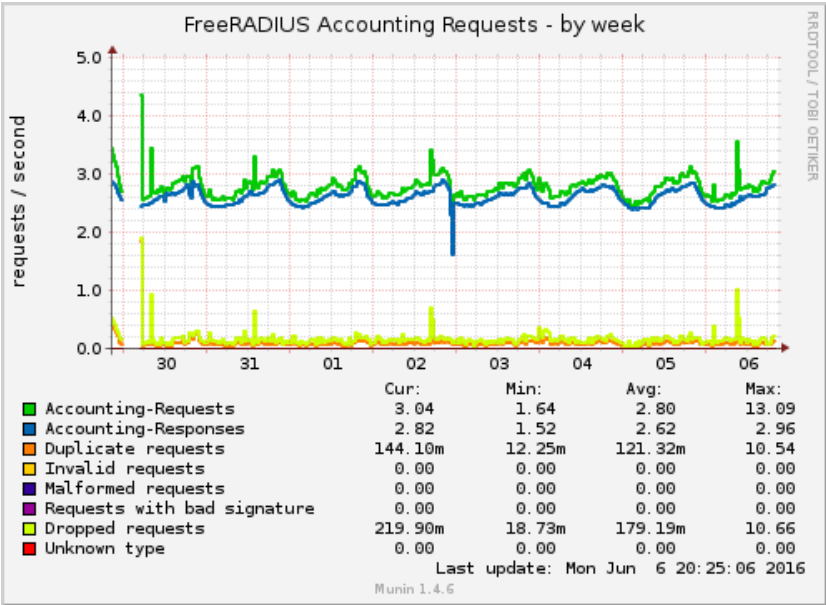 FreeRADIUS Accounting Requests - by week
RRDTOOL / TOBI OETIKER
requests / second
5.0
4.0
3.0
2.0
1.0
0.0
30 31 01 02 03 04 05 06
Cur: Min: Avg: Max:
Accounting-Requests 3.04 1.64 2.80 13.09
Accounting-Responses 2.82 1.52 2.62 2.96
Duplicate requests 144.10m 12.25m 121.32m 10.54
Invalid requests 0.00 0.00 0.00 0.00
Malformed requests 0.00 0.00 0.00 0.00
Requests with bad signature 0.00 0.00 0.00 0.00
Dropped requests 219.90m 18.73m 179.19m 10.66
Unknown type 0.00 0.00 0.00 0.00
Last update: Mon Jun 6 20:25:06 2016
Munin 1.4.6